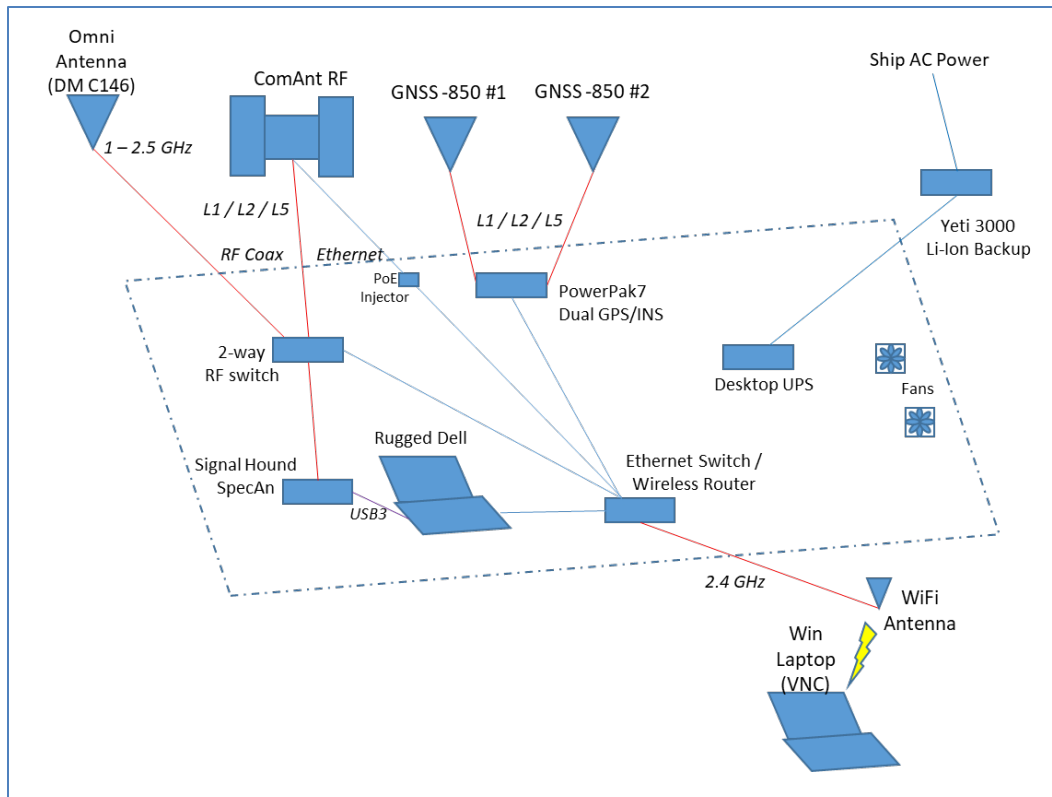 Omni
Antenna
(DM C146)
ComAnt RF
GNSS -850 #1
GNSS -850 #2
Ship AC Power
1 – 2.5 GHz
L1 / L2 / L5
L1 / L2 / L5
Yeti 3000
Li-Ion Backup
RF Coax
Ethernet
PoE
Injector
PowerPak7
Dual GPS/INS
2-way
RF switch
Desktop UPS
Fans
Rugged Dell
Signal Hound
SpecAn
USB3
Ethernet Switch /
Wireless Router
2.4 GHz
WiFi
Antenna
Win
Laptop
(VNC)